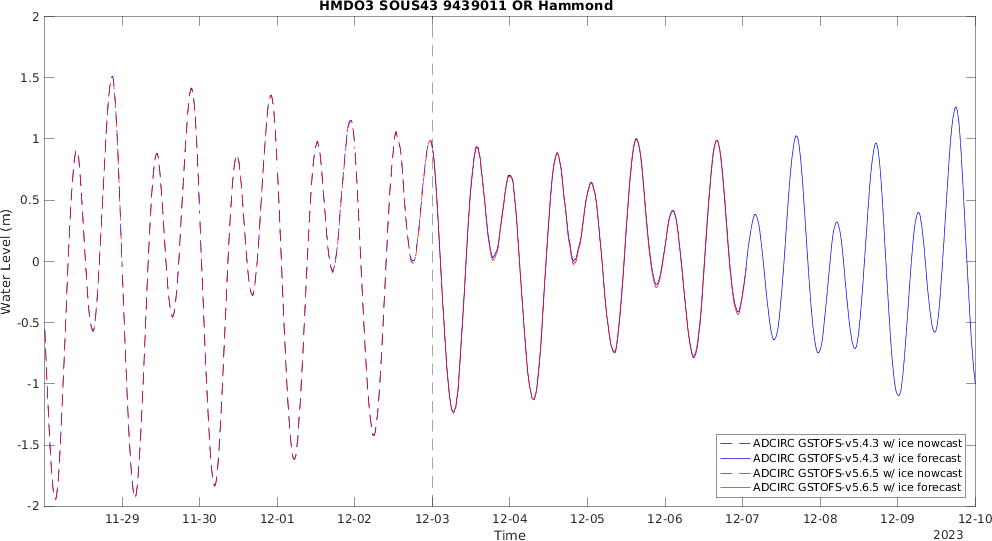 HMDO3 SOUS43 9439011 OR Hammond
2
1.5
1
0.5
0
-0.5
-1
-1.5
-2
Water Level (m)
11-29 11-30 12-01 12-02 12-03 12-04 12-05 12-06 12-07 12-08 12-09 12-10
Time
2023
ADCIRC GSTOFS-v5.4.3 w/ ice nowcast
ADCIRC GSTOFS-v5.4.3 w/ ice forecast
ADCIRC GSTOFS-v5.6.5 w/ ice nowcast
ADCIRC GSTOFS-v5.6.5 w/ ice forecast